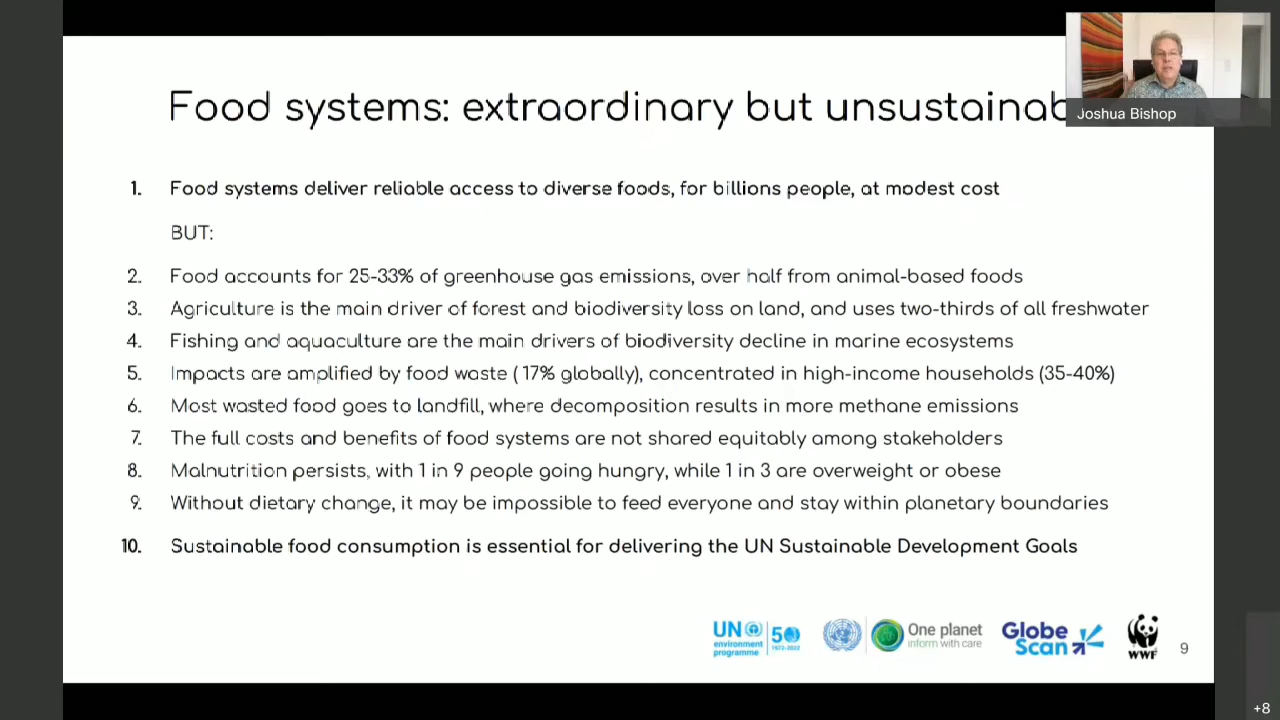 Food systems: extraordinary but unsustainab
Joshua Bishop
1. Food systems deliver reliable access to diverse foods, for billions people, at modest cost
BUT:
2. Food accounts for 25-33% of greenhouse gas emissions, over half from animal-based foods
3. Agriculture is the main driver of forest and biodiversity loss on land, and uses two-thirds of all freshwater
4. Fishing and aquaculture are the main drivers of biodiversity decline in marine ecosystems
5. Impacts are amplified by food waste (17% globally), concentrated in high-income households (35-40%)
6. Most wasted food goes to landfill, where decomposition results in more methane emissions
7. The full costs and benefits of food systems are not shared equitably among stakeholders
8. Malnutrition persists, with 1 in 9 people going hungry, while 1 in 3 are overweight or obese
9. Without dietary change, it may be impossible to feed everyone and stay within planetary boundaries
10. Sustainable food consumption is essential for delivering the UN Sustainable Development Goals
UN environment programme
50
1972-2022
One planet
inform with care
Globe Scan
WWF
9
+8